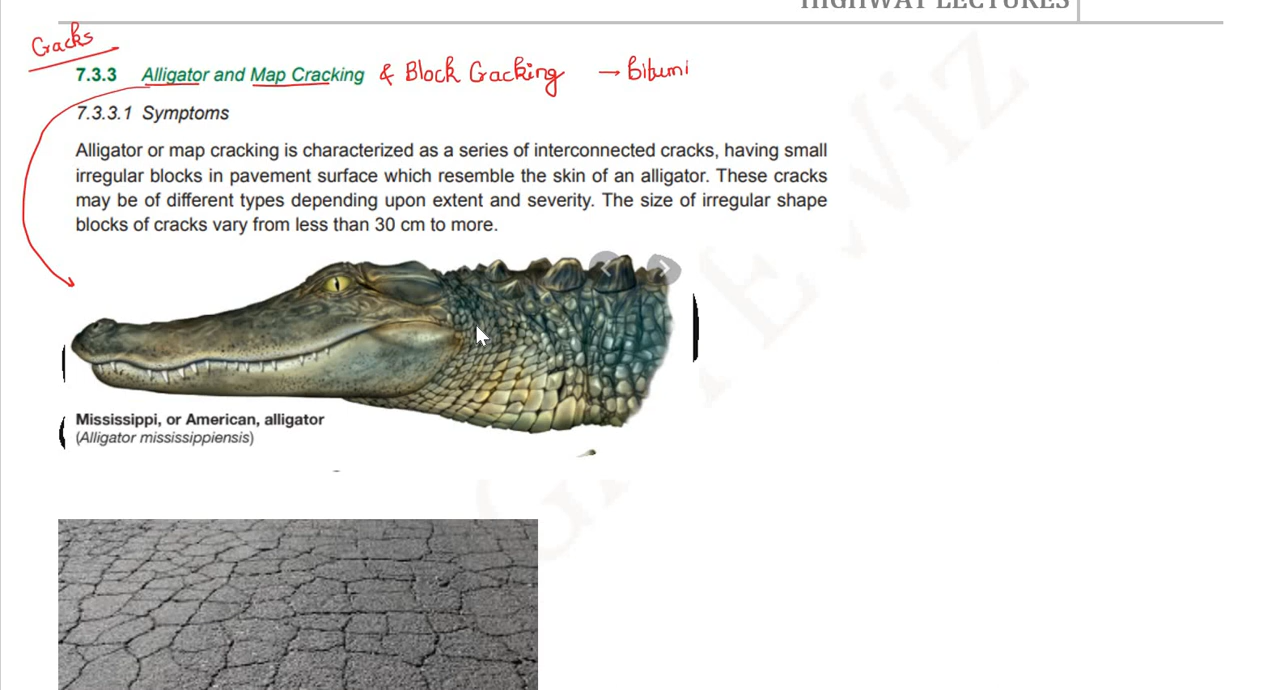 HIGHWAY LECTURES
Cracks
7.3.3 Alligator and Map Cracking & Block Cracking → Bitumi
7.3.3.1 Symptoms
Alligator or map cracking is characterized as a series of interconnected cracks, having small
irregular blocks in pavement surface which resemble the skin of an alligator. These cracks
may be of different types depending upon extent and severity. The size of irregular shape
blocks of cracks vary from less than 30 cm to more.
Mississippi, or American, alligator
(Alligator mississippiensis)